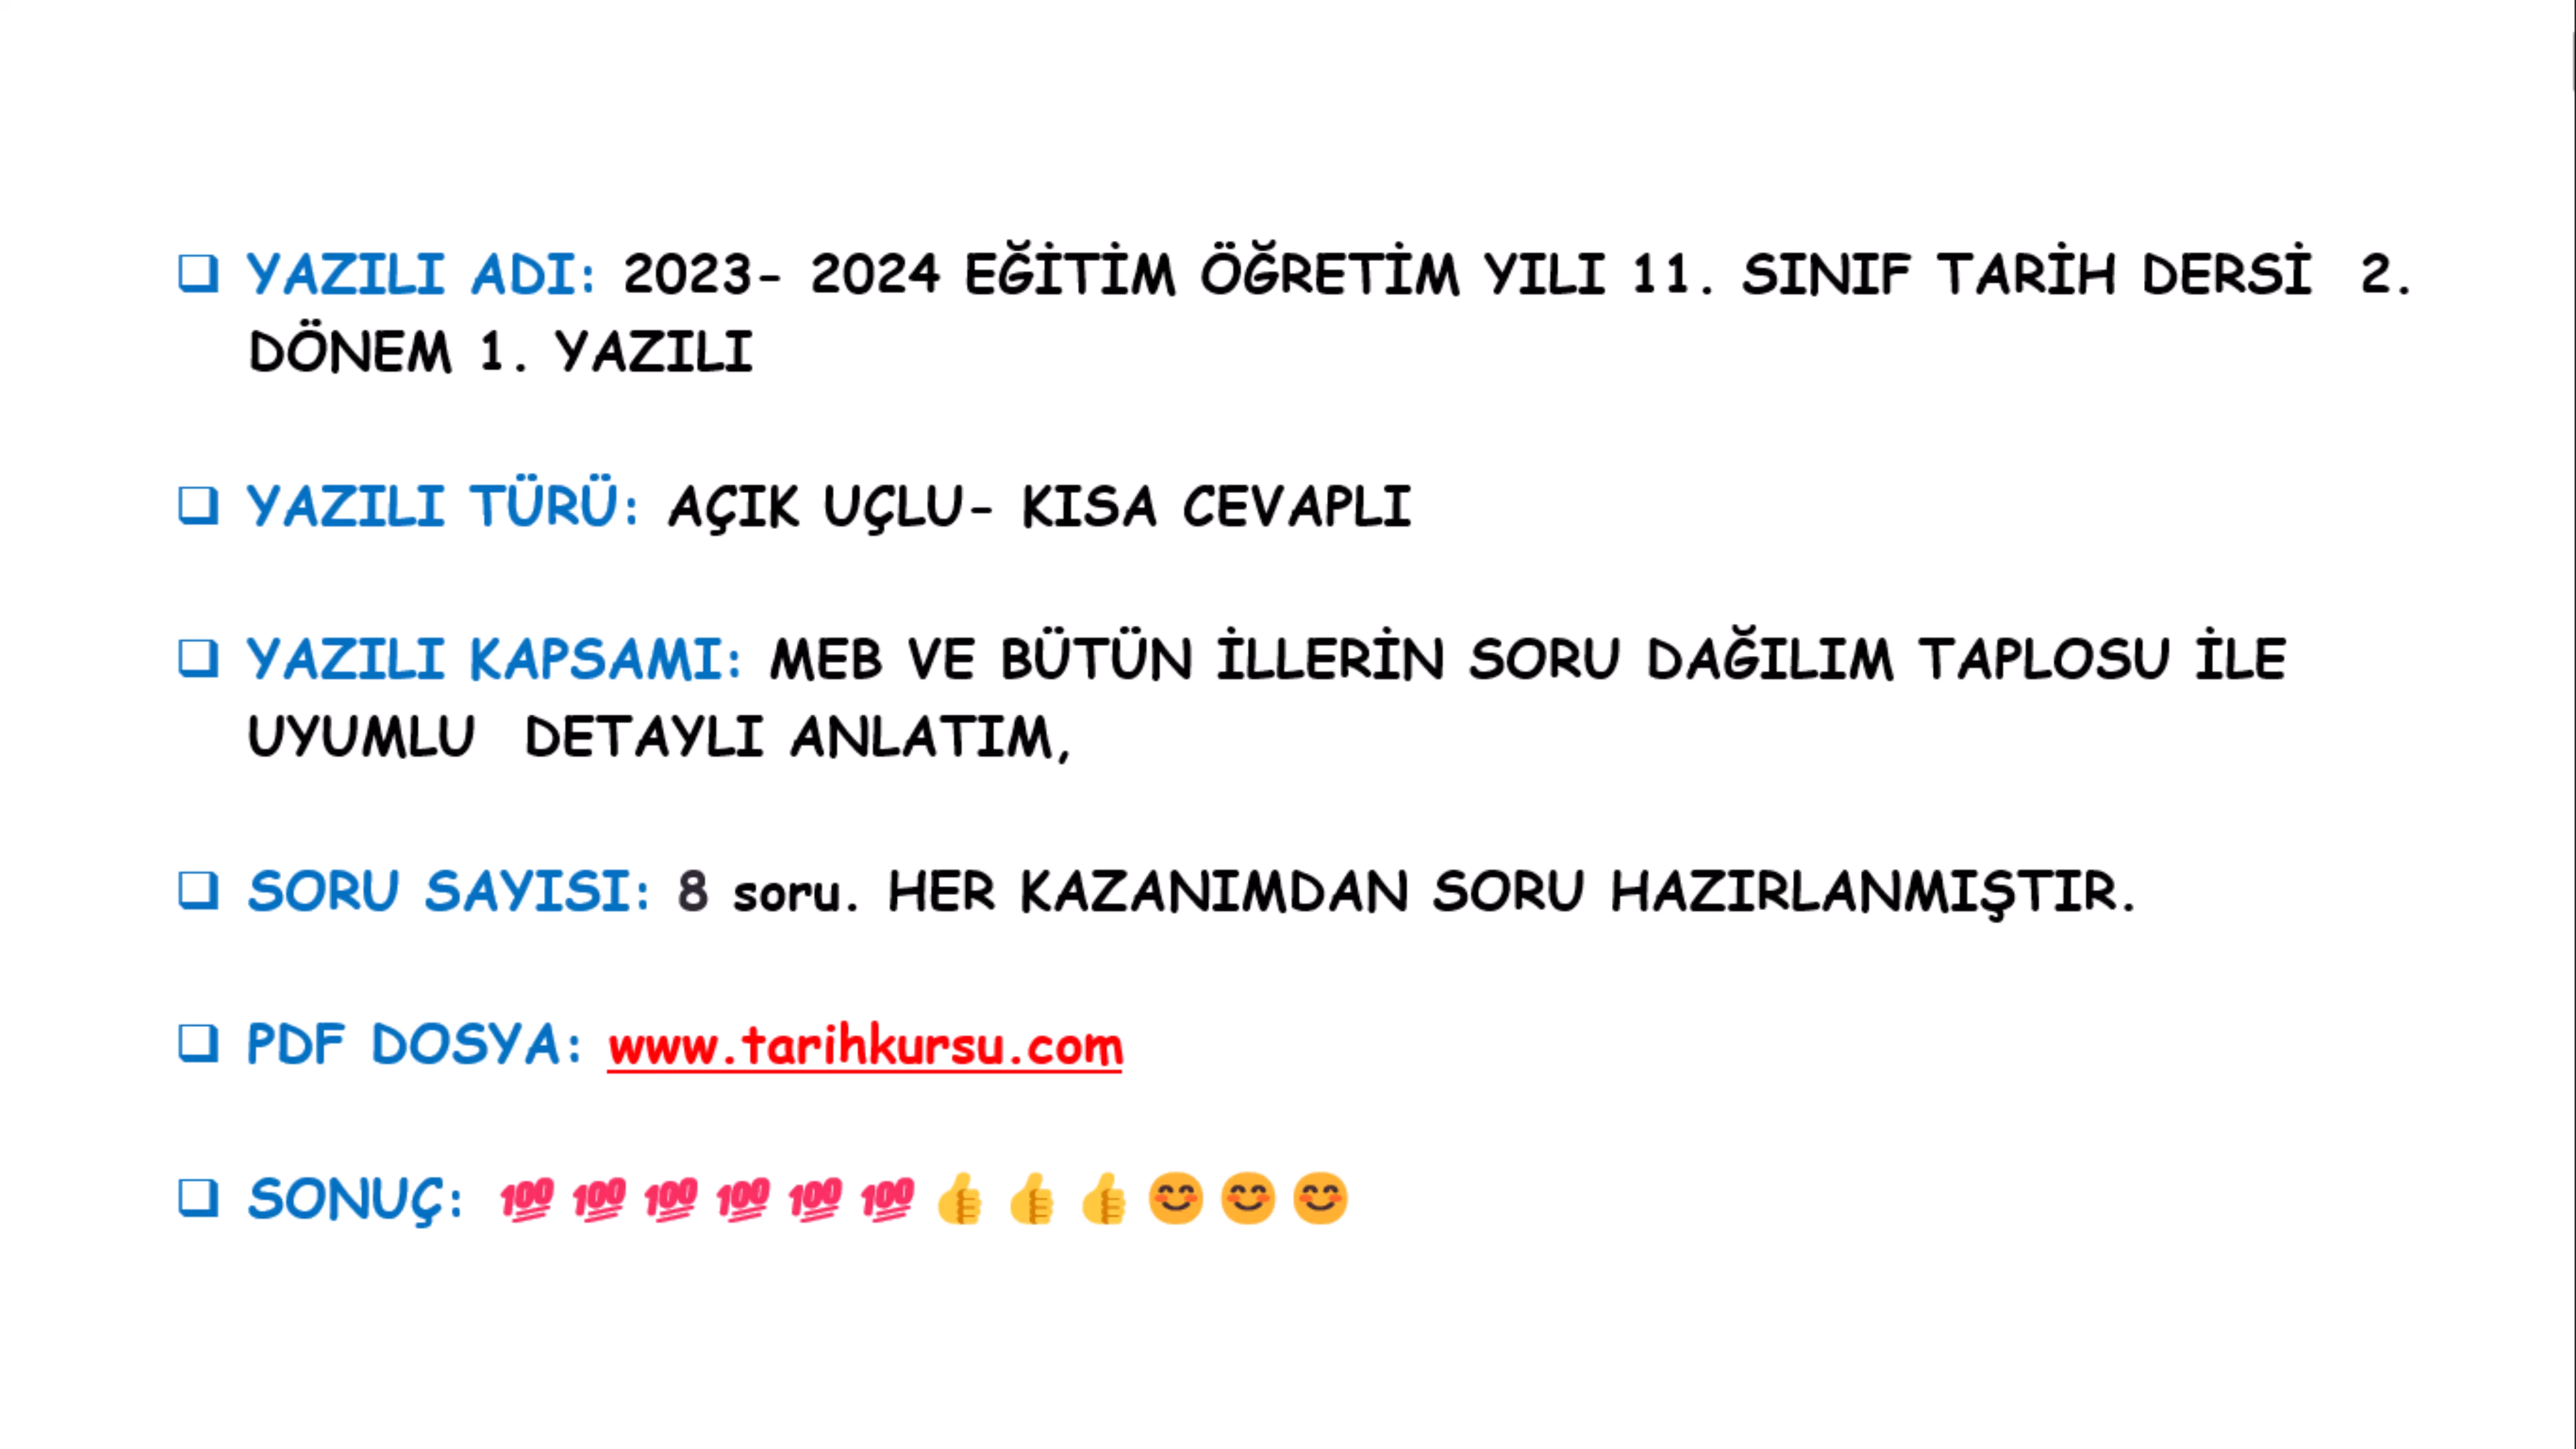 ❑ YAZILI ADI: 2023- 2024 EĞİTİM ÖĞRETİM YILI 11. SINIF TARİH DERSİ 2.
DÖNEM 1. YAZILI
❑ YAZILI TÜRÜ: AÇIK UÇLU- KISA CEVAPLI
❑ YAZILI KAPSAMI: MEB VE BÜTÜN İLLERİN SORU DAĞILIM TAPLOSU İLE
UYUMLU DETAYLI ANLATIM,
❑ SORU SAYISI: 8 soru. HER KAZANIMDAN SORU HAZIRLANMIŞTIR.
❑ PDF DOSYA: www.tarihkursu.com
❑ SONUÇ: 💯💯💯💯💯💯👍👍👍😊😊😊